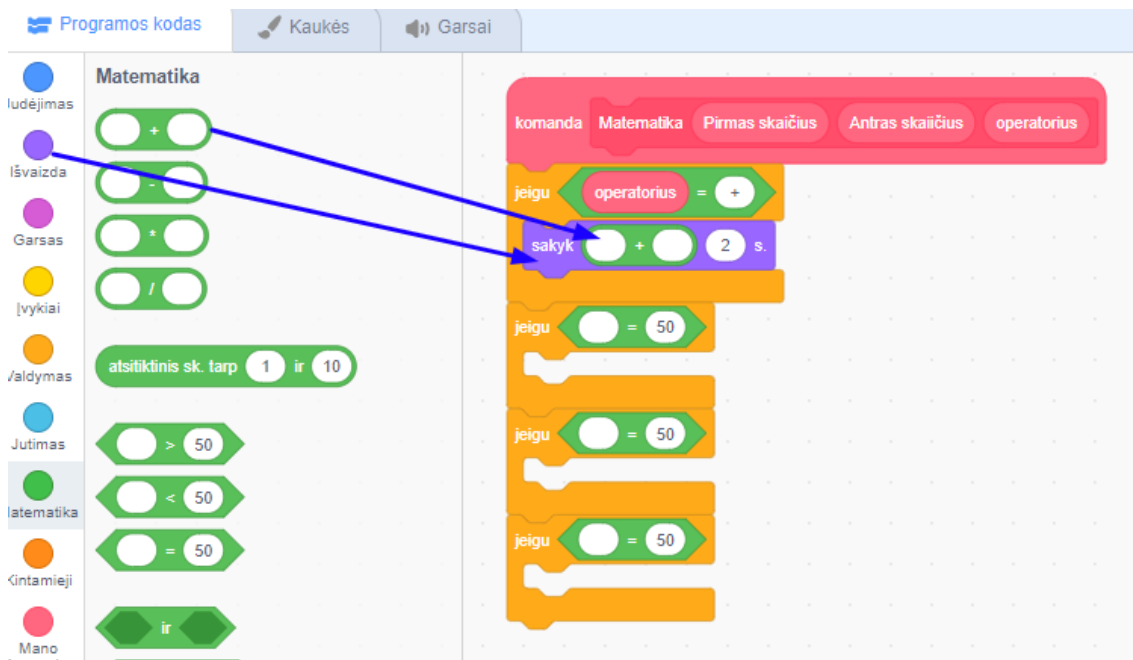 Programos kodas Kaukės Garsai
Judėjimas
Išvaizda
Garsas
Įvykiai
Valdymas
Jutimas
Matematika
Kintamieji
Mano
Matematika
+
-
*
/
atsitiktinis sk. tarp 1 ir 10
> 50
< 50
= 50
ir
komanda Matematika Pirmas skaičius Antras skaiičius operatorius
jeigu operatorius = +
sakyk + 2 s.
jeigu = 50
jeigu = 50
jeigu = 50